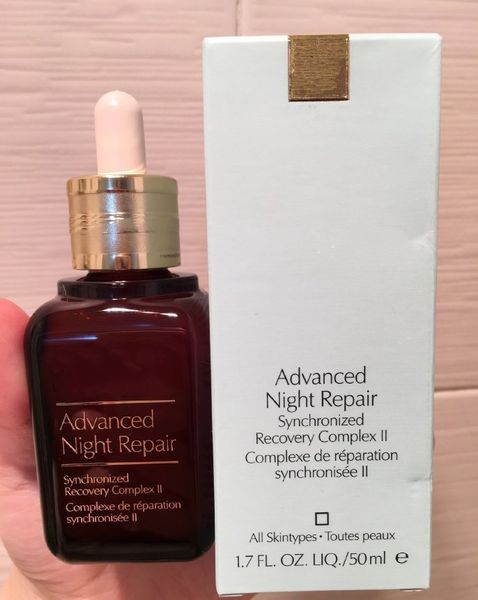 Advanced
Night Repair
Synchronized
Recovery Complex II
Complexe de réparation
synchronisée II
Advanced
Night Repair
Synchronized
Recovery Complex II
Complexe de réparation
synchronisée II
All Skintypes • Toutes peaux
1.7 FL. OZ. LIQ./50 ml e